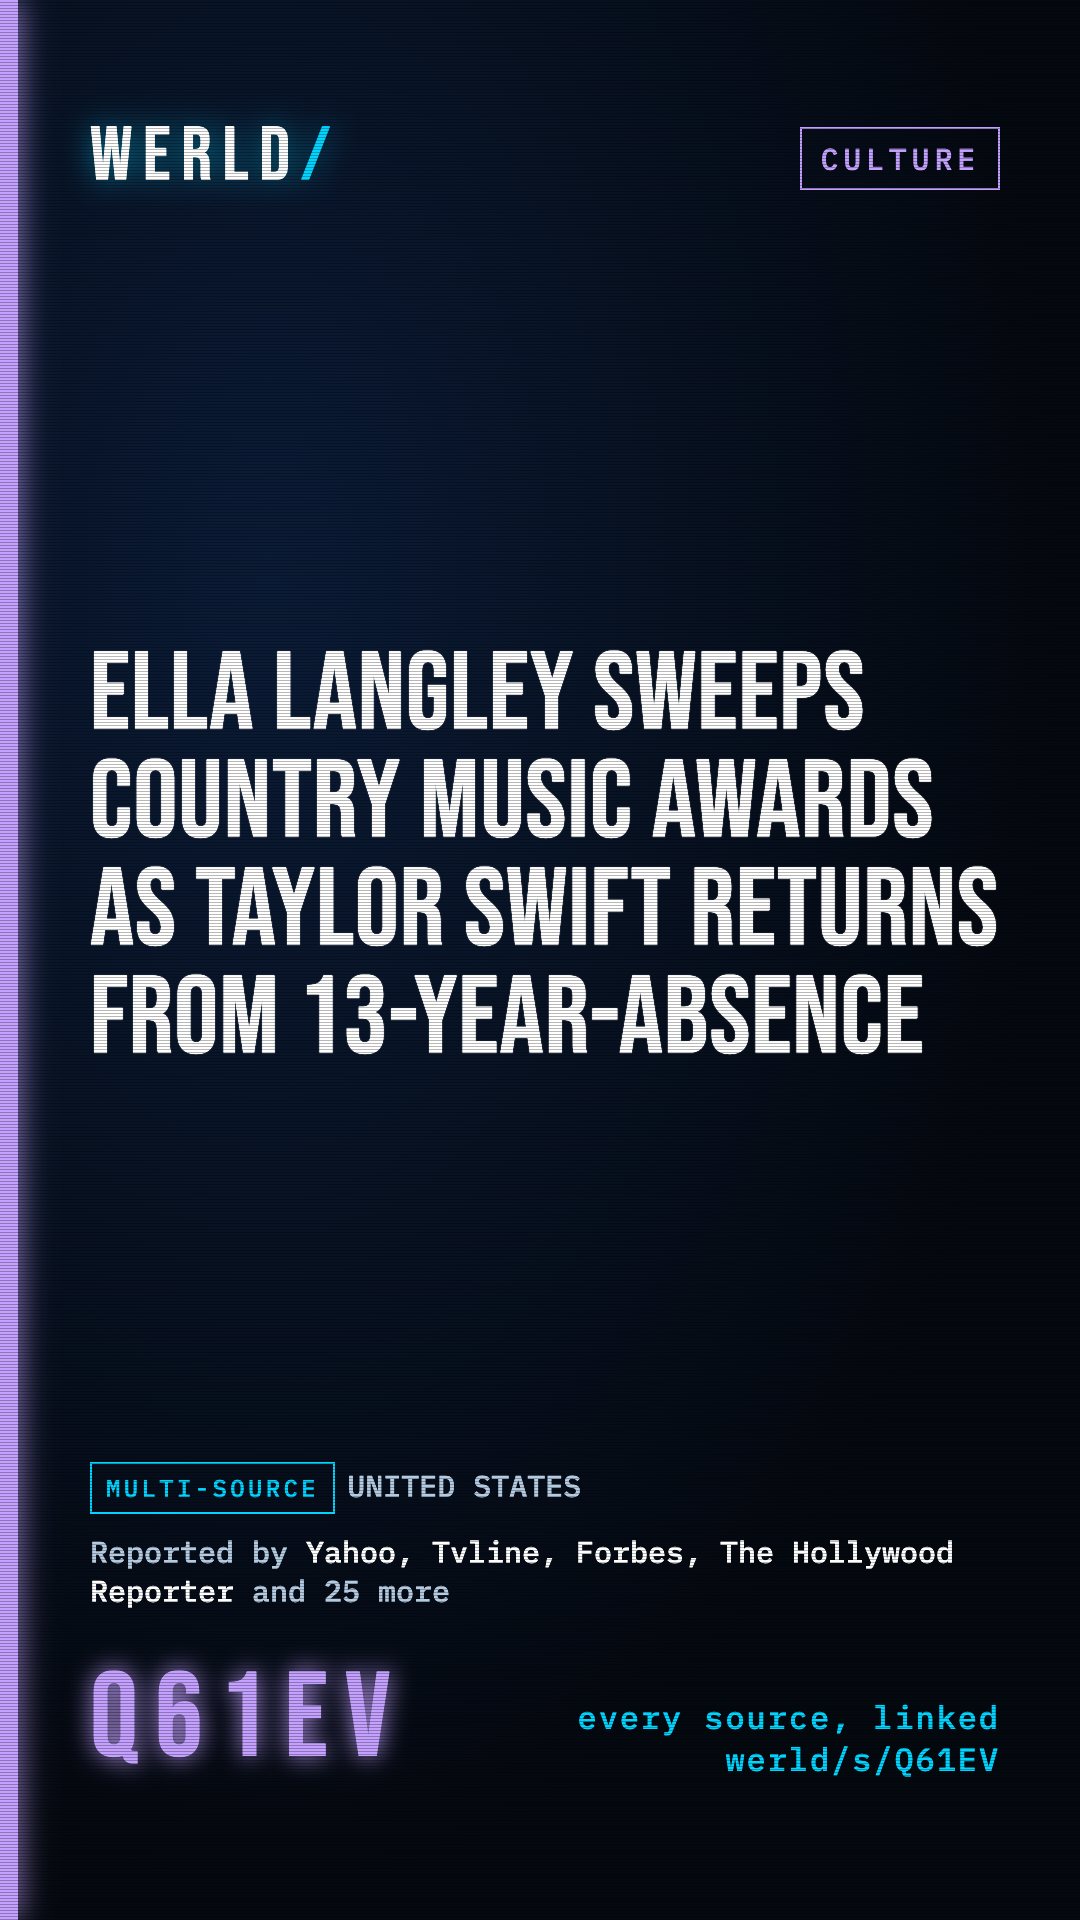 WERLD/
CULTURE
ELLA LANGLEY SWEEPS
COUNTRY MUSIC AWARDS
AS TAYLOR SWIFT RETURNS
FROM 13-YEAR-ABSENCE
MULTI-SOURCE UNITED STATES
Reported by Yahoo, Tvline, Forbes, The Hollywood
Reporter and 25 more
Q61EV
every source, linked
werld/s/Q61EV